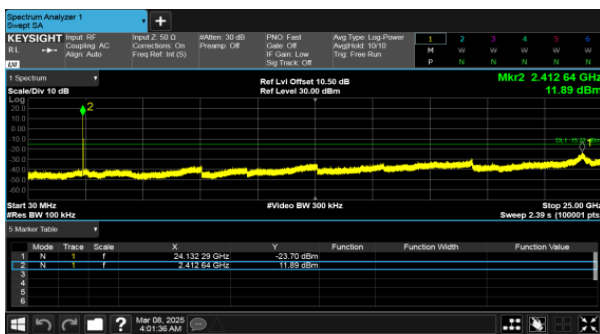 Spectrum Analyzer 1
Swept SA
KEYSIGHT Input: RF Input Z: 50 Ω #Atten: 30 dB PNO: Fast Avg Type: Log-Power 1 2 3 4 5 6
RL Coupling: AC Corrections: On Preamp: Off Gate: Off Avg|Hold: 10/10 M W W W W W
Align: Auto Freq Ref: Int (S) IF Gain: Low Trig: Free Run
Sig Track: Off P N N N N N
1 Spectrum Ref Lvl Offset 10.50 dB Mkr2 2.412 64 GHz
Scale/Div 10 dB Ref Level 30.00 dBm 11.89 dBm
Log
20.0
10.0
0.00
-10.0
-20.0
-30.0
-40.0
-50.0
-60.0
2
1
Start 30 MHz #Video BW 300 kHz Stop 25.00 GHz
#Res BW 100 kHz Sweep 2.39 s (100001 pts)
5 Marker Table
Mode Trace Scale X Y Function Function Width Function Value
1 N 1 f 24.132 29 GHz -23.70 dBm
2 N 1 f 2.412 64 GHz 11.89 dBm
3
4
5
6
? Mar 08, 2025
4:01:36 AM